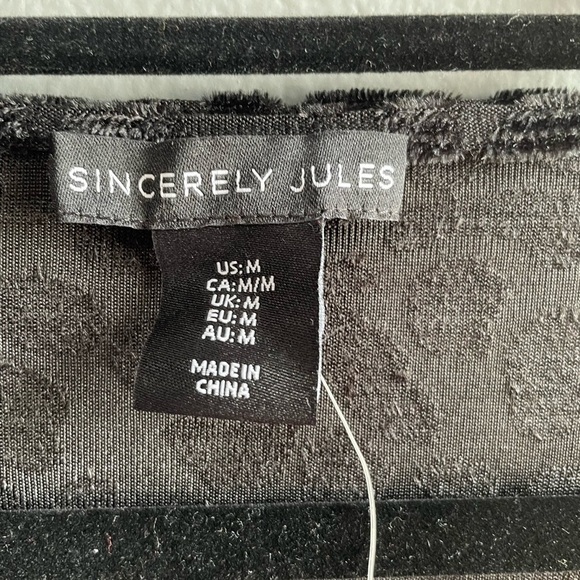 SINCERELY JULES
US: M
CA: M/M
UK: M
EU: M
AU: M
MADE IN
CHINA